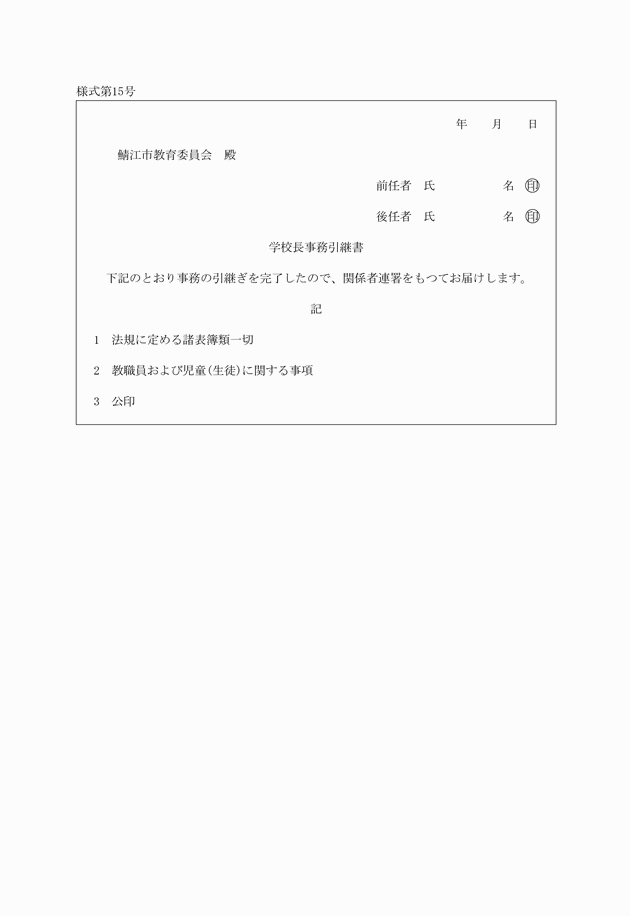 様式第15号
年　　月　　日
鯖江市教育委員会　殿
前任者　氏　　　　　　名　㊞
後任者　氏　　　　　　名　㊞
学校長事務引継書
下記のとおり事務の引継ぎを完了したので、関係者連署をもつてお届けします。
記
1　法規に定める諸表簿類一切
2　教職員および児童(生徒)に関する事項
3　公印